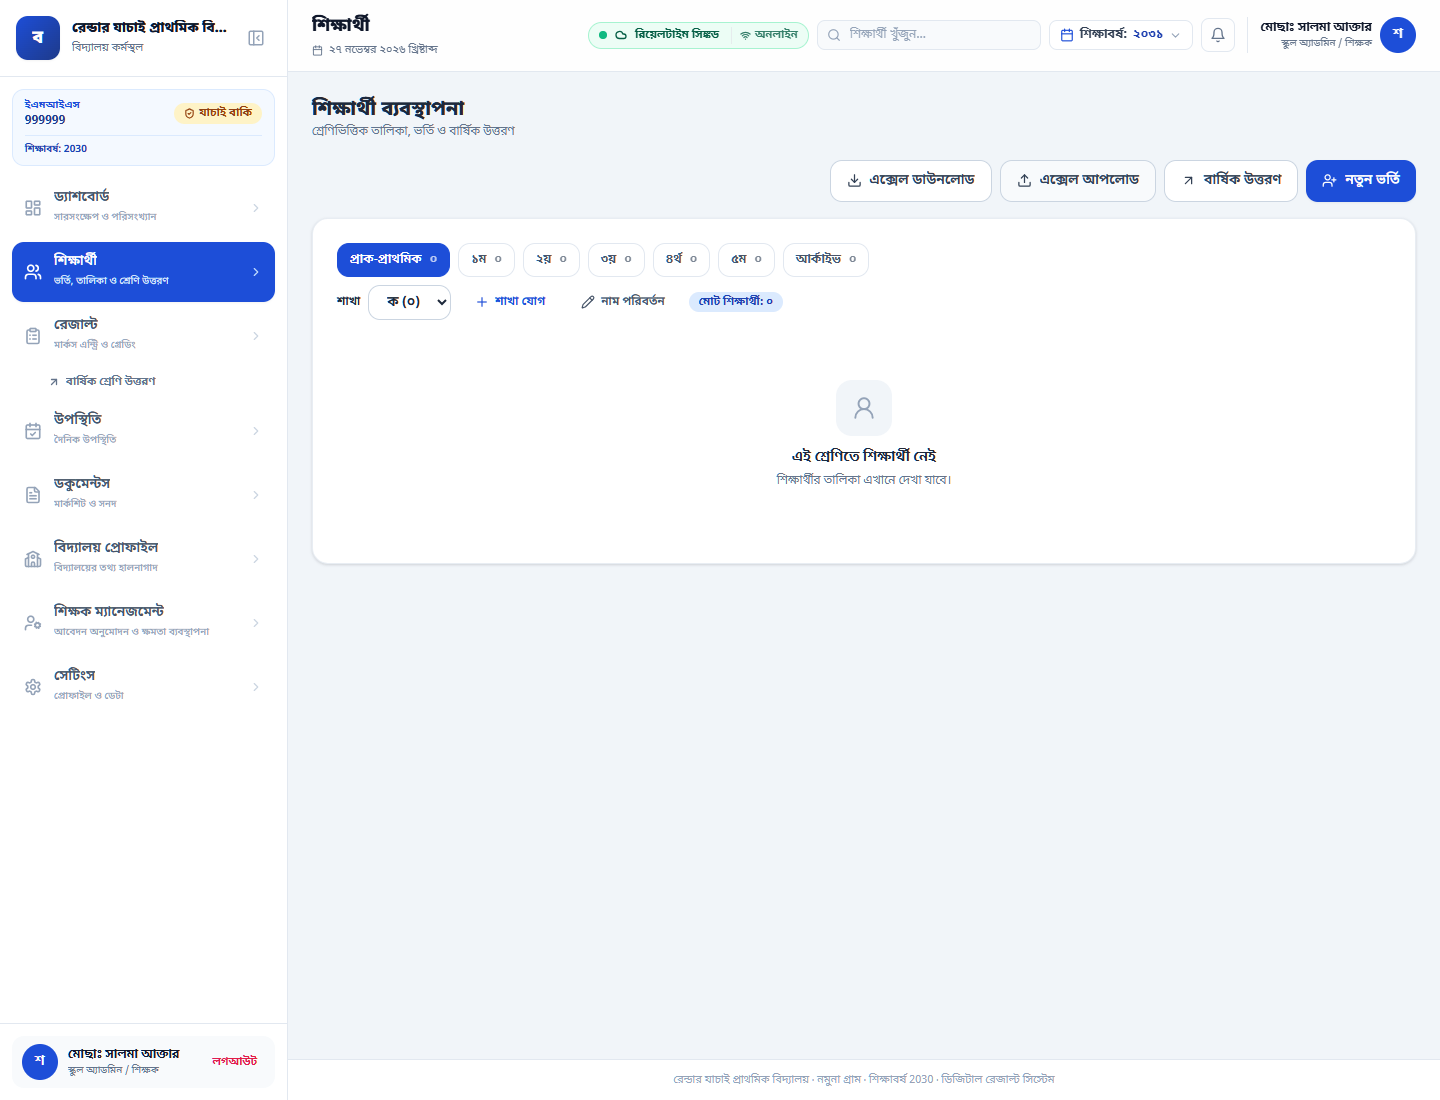 ব
রেন্ডার যাচাই প্রাথমিক বি...
বিদ্যালয় কর্মস্থল
ইএমআইএস
999999
যাচাই বাকি
শিক্ষাবর্ষ: 2030
ড্যাশবোর্ড
সারসংক্ষেপ ও পরিসংখ্যান
শিক্ষার্থী
ভর্তি, তালিকা ও শ্রেণি উত্তরণ
রেজাল্ট
মার্কস এন্ট্রি ও গ্রেডিং
বার্ষিক শ্রেণি উত্তরণ
উপস্থিতি
দৈনিক উপস্থিতি
ডকুমেন্টস
মার্কশিট ও সনদ
বিদ্যালয় প্রোফাইল
বিদ্যালয়ের তথ্য হালনাগাদ
শিক্ষক ম্যানেজমেন্ট
আবেদন অনুমোদন ও ক্ষমতা ব্যবস্থাপনা
সেটিংস
প্রোফাইল ও ডেটা
শ
মোছাঃ সালমা আক্তার
স্কুল অ্যাডমিন / শিক্ষক
লগআউট
শিক্ষার্থী
২৭ নভেম্বর ২০২৬ খ্রিষ্টাব্দ
রিয়েলটাইম সিঙ্কড
অনলাইন
শিক্ষার্থী খুঁজুন...
শিক্ষাবর্ষ: ২০৩১
মোছাঃ সালমা আক্তার
স্কুল অ্যাডমিন / শিক্ষক
শ
শিক্ষার্থী ব্যবস্থাপনা
শ্রেণিভিত্তিক তালিকা, ভর্তি ও বার্ষিক উত্তরণ
এক্সেল ডাউনলোড
এক্সেল আপলোড
বার্ষিক উত্তরণ
নতুন ভর্তি
প্রাক-প্রাথমিক ০
১ম ০
২য় ০
৩য় ০
৪র্থ ০
৫ম ০
আর্কাইভ ০
শাখা
ক (০)
শাখা যোগ
নাম পরিবর্তন
মোট শিক্ষার্থী: ০
এই শ্রেণিতে শিক্ষার্থী নেই
শিক্ষার্থীর তালিকা এখানে দেখা যাবে।
রেন্ডার যাচাই প্রাথমিক বিদ্যালয় · নমুনা গ্রাম · শিক্ষাবর্ষ 2030 · ডিজিটাল রেজাল্ট সিস্টেম